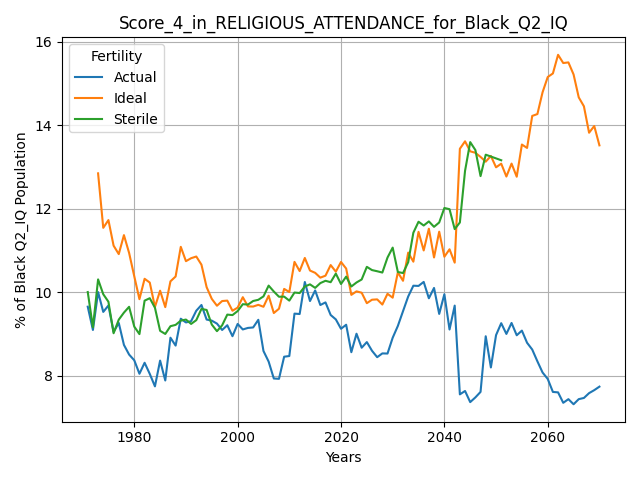 Score_4_in_RELIGIOUS_ATTENDANCE_for_Black_Q2_IQ
Fertility
Actual
Ideal
Sterile
% of Black Q2_IQ Population
16
14
12
10
8
1980
2000
2020
2040
2060
Years